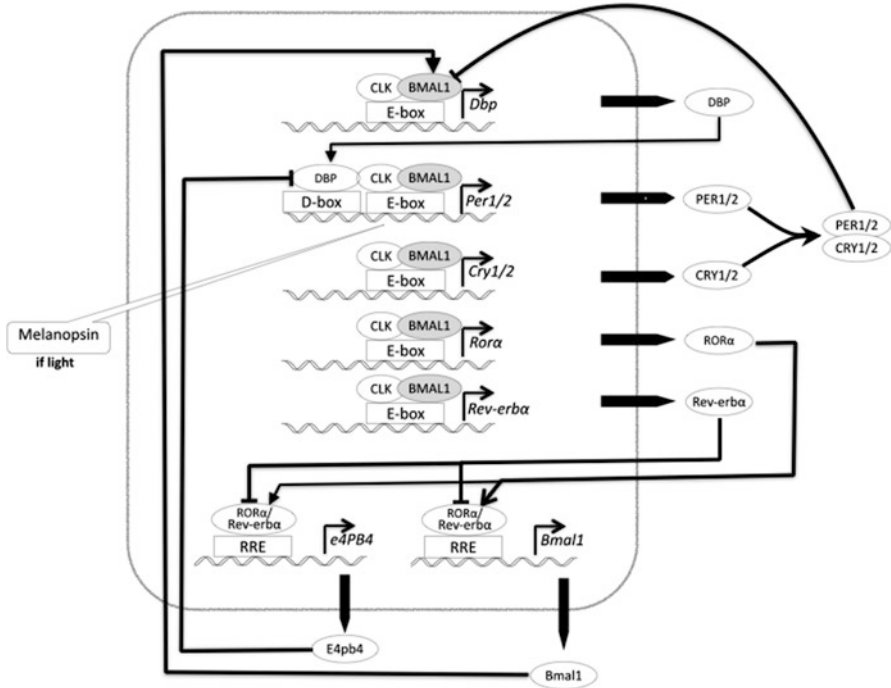 CLK BMAL1
E-box
Dbp
DBP
DBP CLK BMAL1
D-box E-box
Per1/2
PER1/2
PER1/2
CRY1/2
CLK BMAL1
E-box
Cry1/2
CRY1/2
Melanopsin
if light
CLK BMAL1
E-box
Rorα
RORα
CLK BMAL1
E-box
Rev-erbα
Rev-erbα
RORα/
Rev-erbα
RRE
e4PB4
RORα/
Rev-erbα
RRE
Bmal1
E4pb4
Bmal1